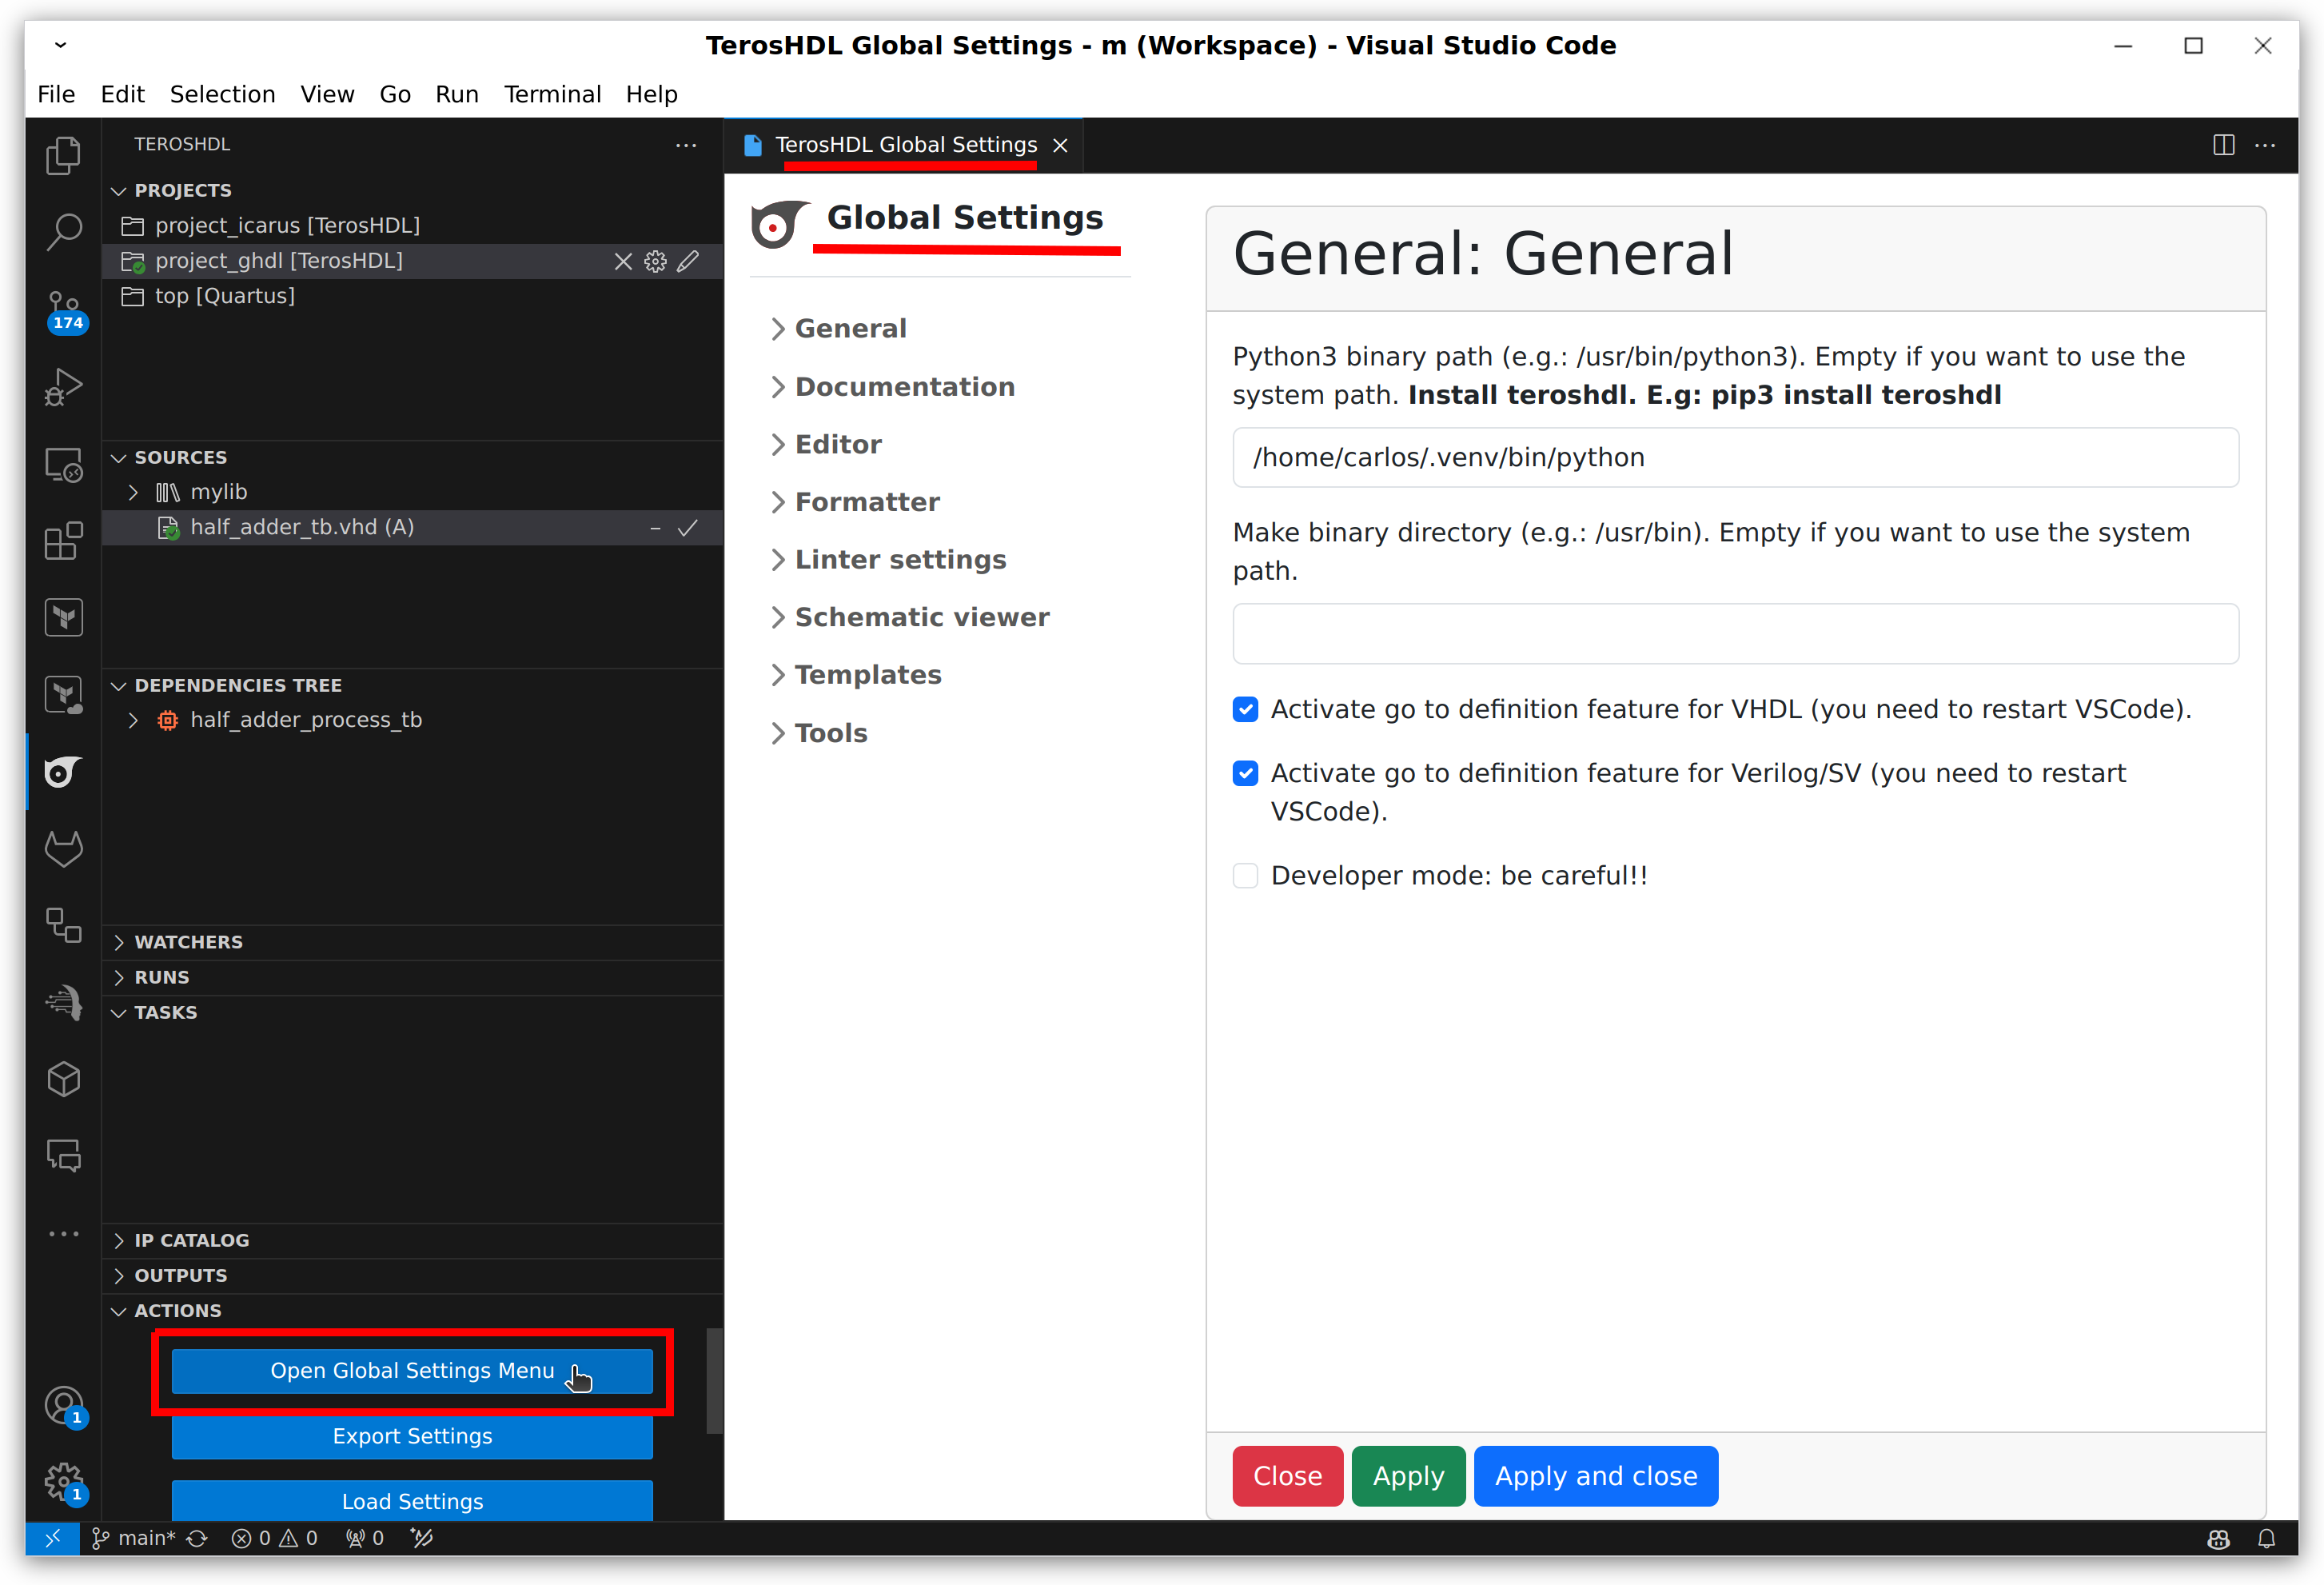 TerosHDL Global Settings - m (Workspace) - Visual Studio Code
File Edit Selection View Go Run Terminal Help
TEROSHDL
PROJECTS
project_icarus [TerosHDL]
project_ghdl [TerosHDL]
top [Quartus]
174
SOURCES
mylib
half_adder_tb.vhd (A)
DEPENDENCIES TREE
half_adder_process_tb
WATCHERS
RUNS
TASKS
IP CATALOG
OUTPUTS
ACTIONS
Open Global Settings Menu
Export Settings
Load Settings
1
1
TerosHDL Global Settings
Global Settings
General
Documentation
Editor
Formatter
Linter settings
Schematic viewer
Templates
Tools
General: General
Python3 binary path (e.g.: /usr/bin/python3). Empty if you want to use the
system path. Install teroshdl. E.g: pip3 install teroshdl
/home/carlos/.venv/bin/python
Make binary directory (e.g.: /usr/bin). Empty if you want to use the system
path.
Activate go to definition feature for VHDL (you need to restart VSCode).
Activate go to definition feature for Verilog/SV (you need to restart
VSCode).
Developer mode: be careful!!
Close Apply Apply and close
main* 0 0 0